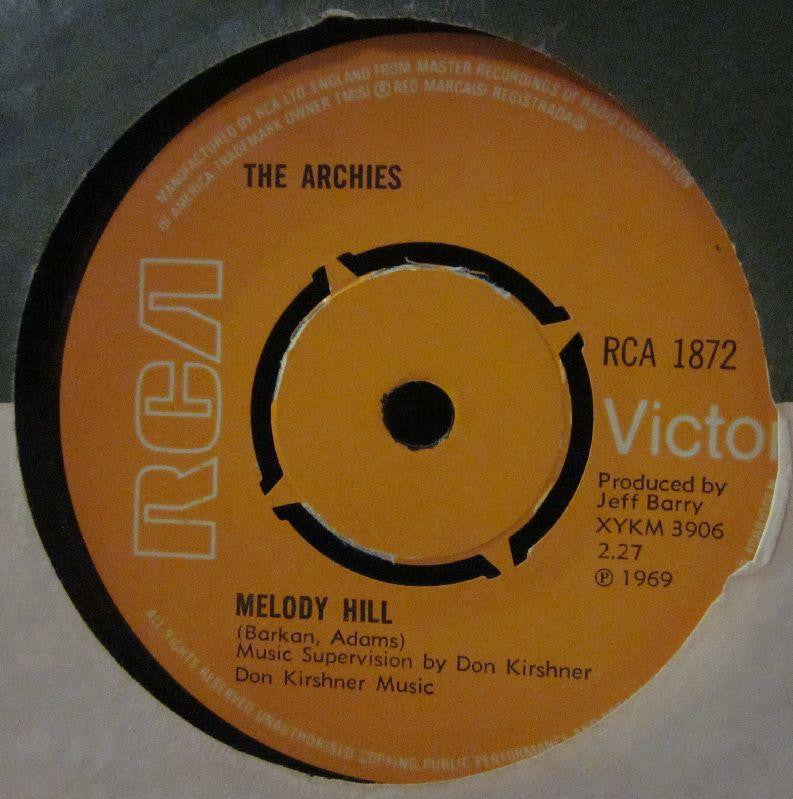 MANUFACTURED BY RCA LTD. ENGLAND FROM MASTER RECORDINGS OF RADIO CORPORATION
OF AMERICA TRADEMARK OWNER (MS) ® REG MARCA(S) REGISTRADA(S)
THE ARCHIES
RCA
RCA 1872
Victo
Produced by
Jeff Barry
XYKM 3906
2.27
℗ 1969
MELODY HILL
(Barkan, Adams)
Music Supervision by Don Kirshner
Don Kirshner Music
ALL RIGHTS RESERVED UNAUTHORISED COPYING PUBLIC PERFORMANCE AND